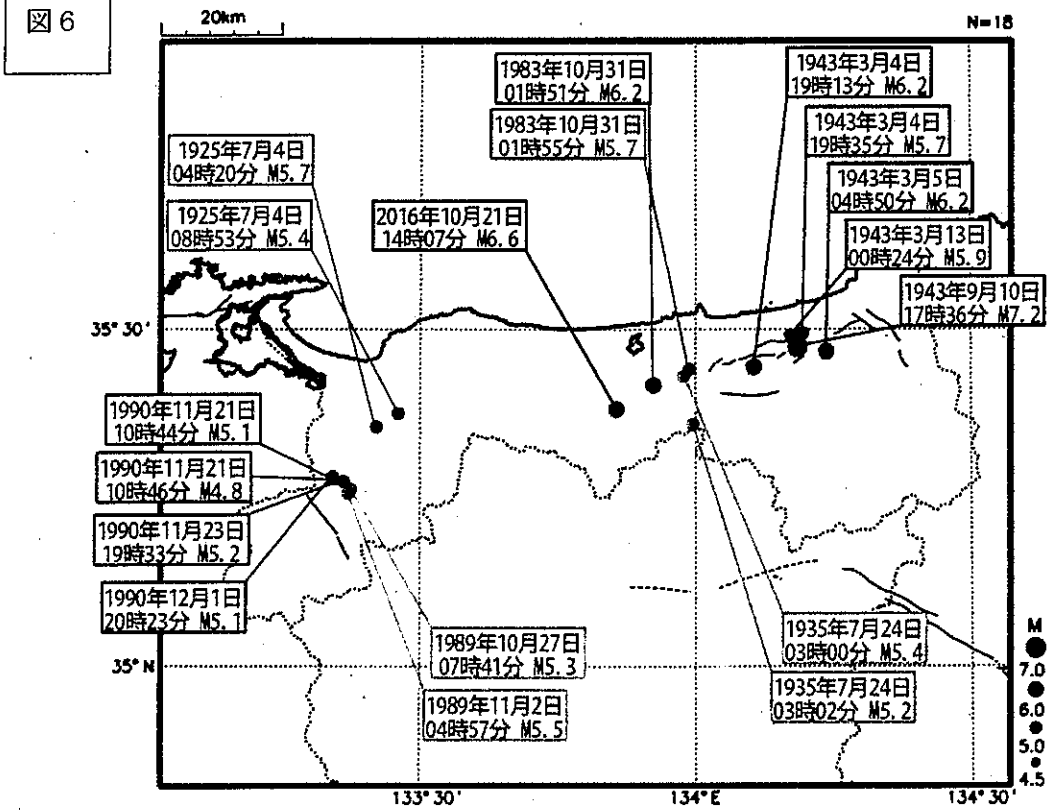 図6
20km
N=18
1983年10月31日
01時51分 M6.2
1983年10月31日
01時55分 M5.7
1943年3月4日
19時13分 M6.2
1943年3月4日
19時35分 M5.7
1943年3月5日
04時50分 M6.2
1943年3月13日
00時24分 M5.9
1943年9月10日
17時36分 M7.2
1925年7月4日
04時20分 M5.7
1925年7月4日
08時53分 M5.4
2016年10月21日
14時07分 M6.6
35°30'
1990年11月21日
10時44分 M5.1
1990年11月21日
10時46分 M4.8
1990年11月23日
19時33分 M5.2
1990年12月1日
20時23分 M5.1
1989年10月27日
07時41分 M5.3
1989年11月2日
04時57分 M5.5
1935年7月24日
03時00分 M5.4
1935年7月24日
03時02分 M5.2
35°N
M
7.0
6.0
5.0
4.5
133°30'
134°E
134°30'